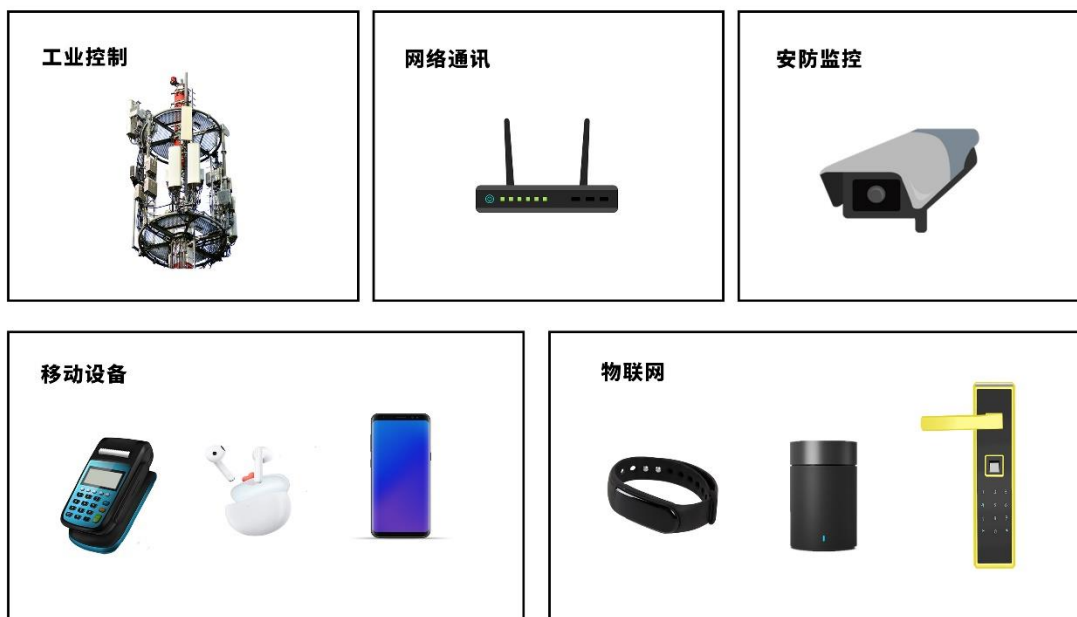 工业控制
网络通讯
安防监控
移动设备
物联网